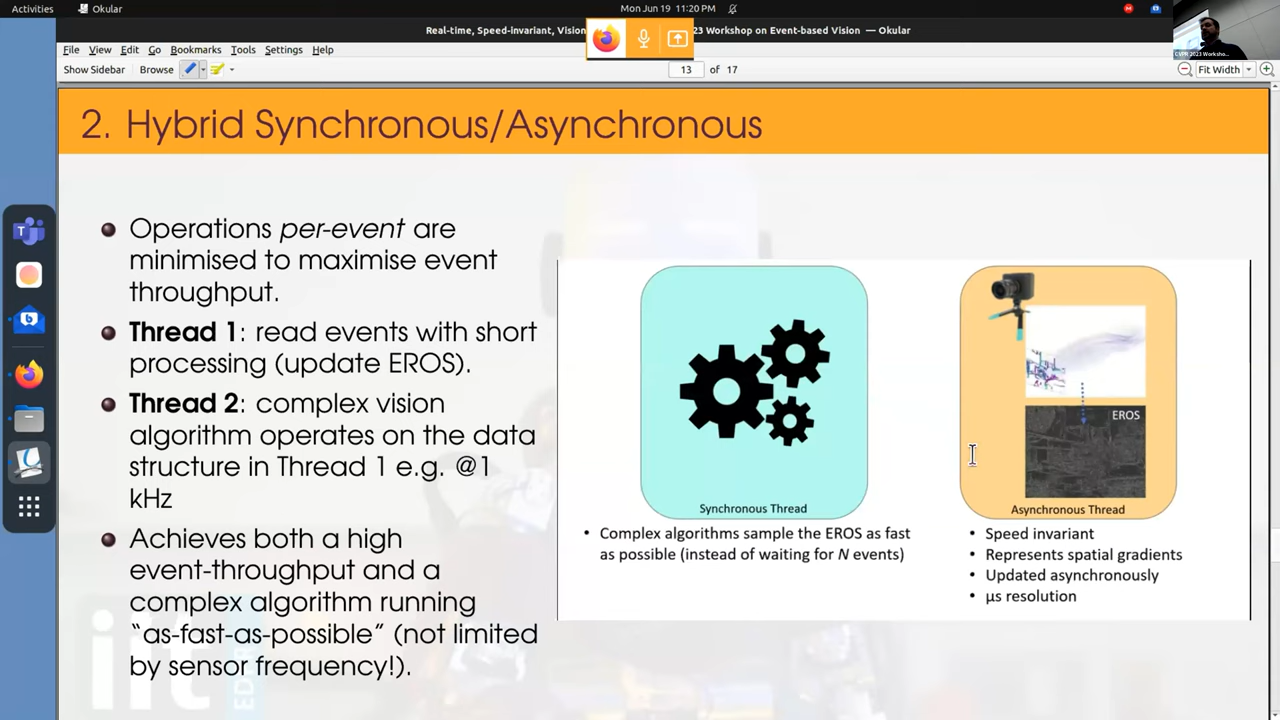 Activities
Okular
Mon Jun 19 11:20 PM
Real-time, Speed-invariant, Vision
23 Workshop on Event-based Vision — Okular
CVPR 2023 Worksho...
File View Edit Go Bookmarks Tools Settings Help
Show Sidebar Browse
13 of 17
Fit Width
2. Hybrid Synchronous/Asynchronous
Operations per-event are
minimised to maximise event
throughput.
Thread 1: read events with short
processing (update EROS).
Thread 2: complex vision
algorithm operates on the data
structure in Thread 1 e.g. @1
kHz
Achieves both a high
event-throughput and a
complex algorithm running
“as-fast-as-possible” (not limited
by sensor frequency!).
Synchronous Thread
• Complex algorithms sample the EROS as fast
as possible (instead of waiting for N events)
EROS
Asynchronous Thread
• Speed invariant
• Represents spatial gradients
• Updated asynchronously
• µs resolution
iit